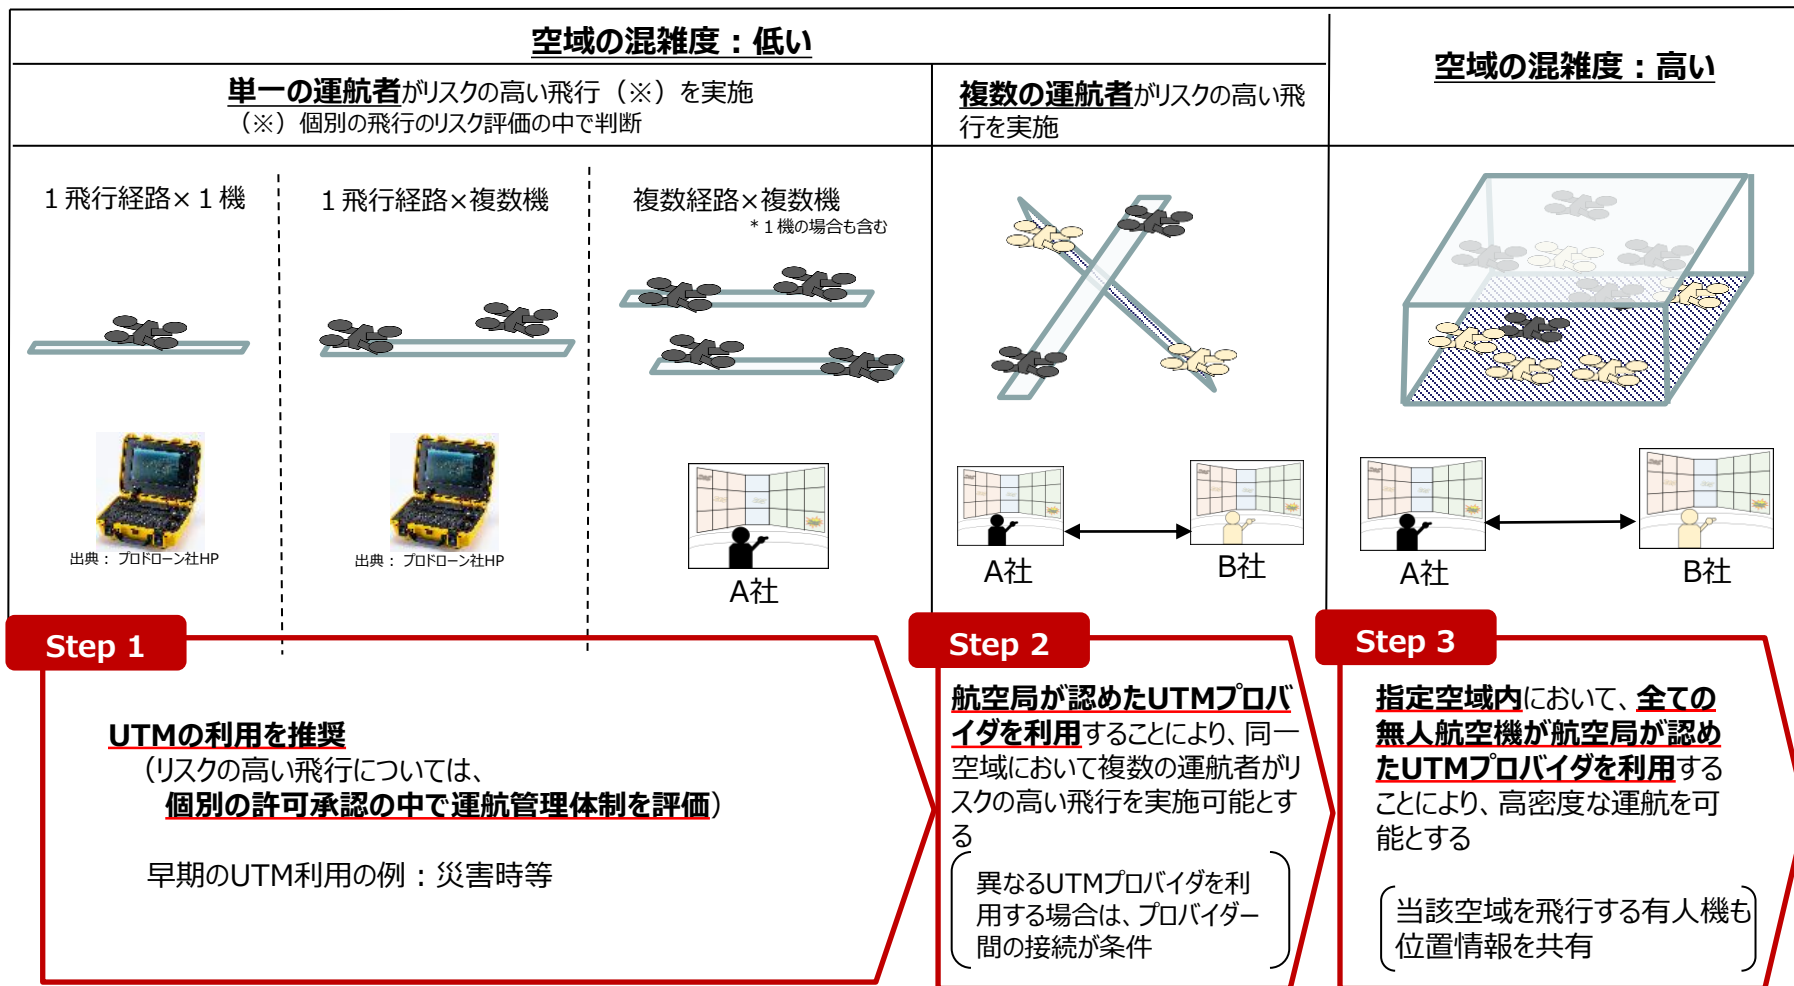 空域の混雑度：低い
空域の混雑度：高い
単一の運航者がリスクの高い飛行（※）を実施
（※）個別の飛行のリスク評価の中で判断
複数の運航者がリスクの高い飛
行を実施
１飛行経路×１機
１飛行経路×複数機
複数経路×複数機
*１機の場合も含む
出典：プロドローン社HP
出典：プロドローン社HP
A社
A社
B社
A社
B社
Step 1
UTMの利用を推奨
（リスクの高い飛行については、
個別の許可承認の中で運航管理体制を評価）
早期のUTM利用の例：災害時等
Step 2
航空局が認めたUTMプロバ
イダを利用することにより、同一
空域において複数の運航者がリ
スクの高い飛行を実施可能とす
る
異なるUTMプロバイダを利
用する場合は、プロバイダー
間の接続が条件
Step 3
指定空域内において、全ての
無人航空機が航空局が認め
たUTMプロバイダを利用する
ことにより、高密度な運航を可
能とする
当該空域を飛行する有人機も
位置情報を共有